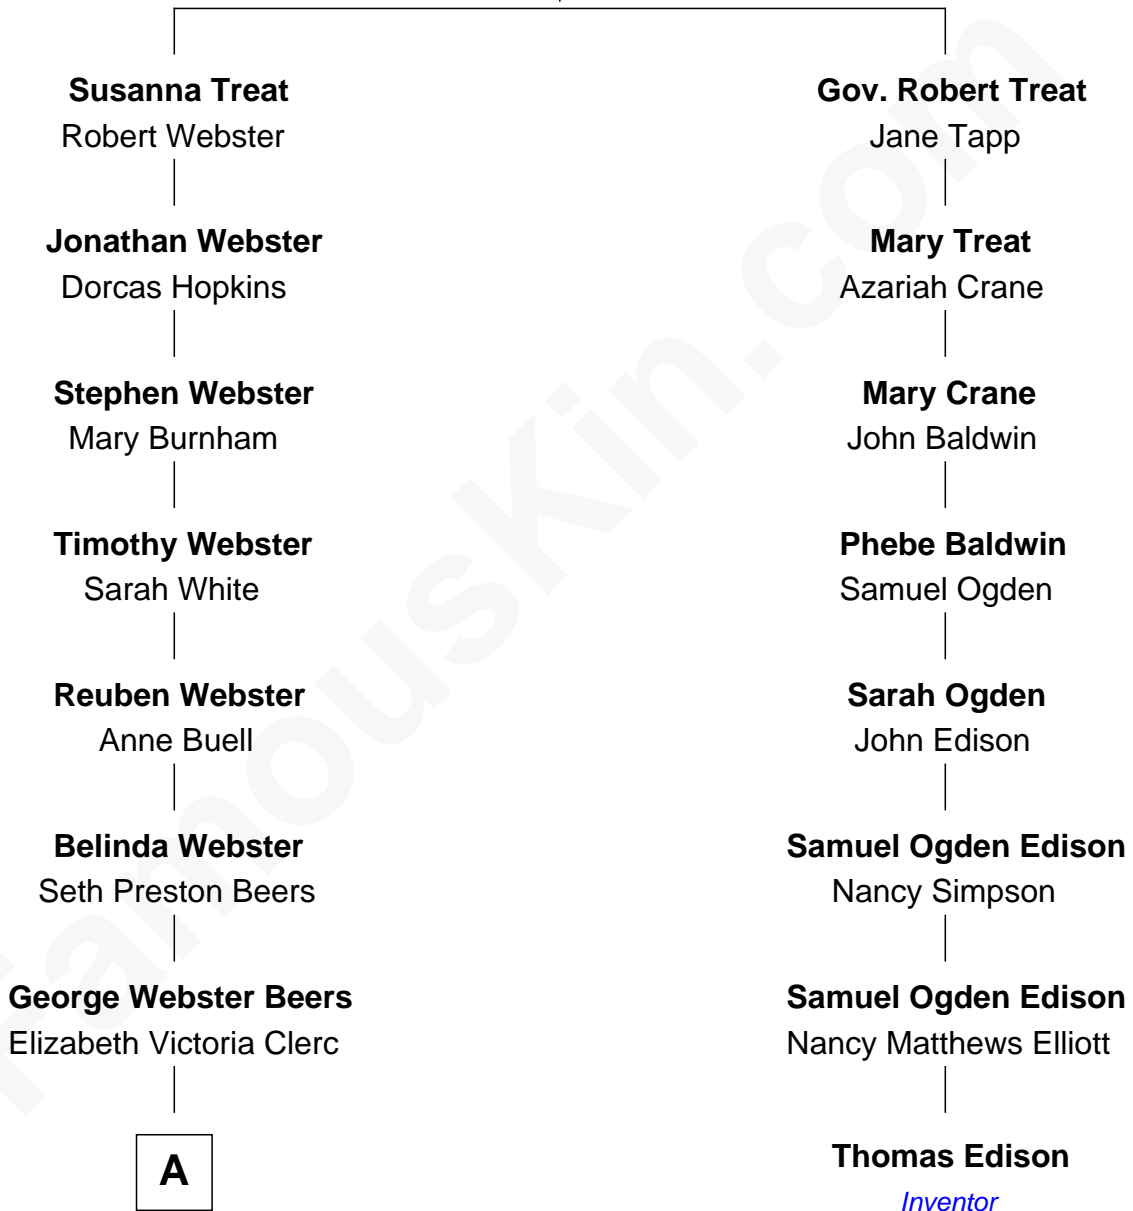 Susanna Treat
Robert Webster
Gov. Robert Treat
Jane Tapp
Jonathan Webster
Dorcas Hopkins
Mary Treat
Azariah Crane
Stephen Webster
Mary Burnham
Mary Crane
John Baldwin
Timothy Webster
Sarah White
Phebe Baldwin
Samuel Ogden
Reuben Webster
Anne Buell
Sarah Ogden
John Edison
Belinda Webster
Seth Preston Beers
Samuel Ogden Edison
Nancy Simpson
George Webster Beers
Elizabeth Victoria Clerc
Samuel Ogden Edison
Nancy Matthews Elliott
A
Thomas Edison
Inventor
FamousKin.com